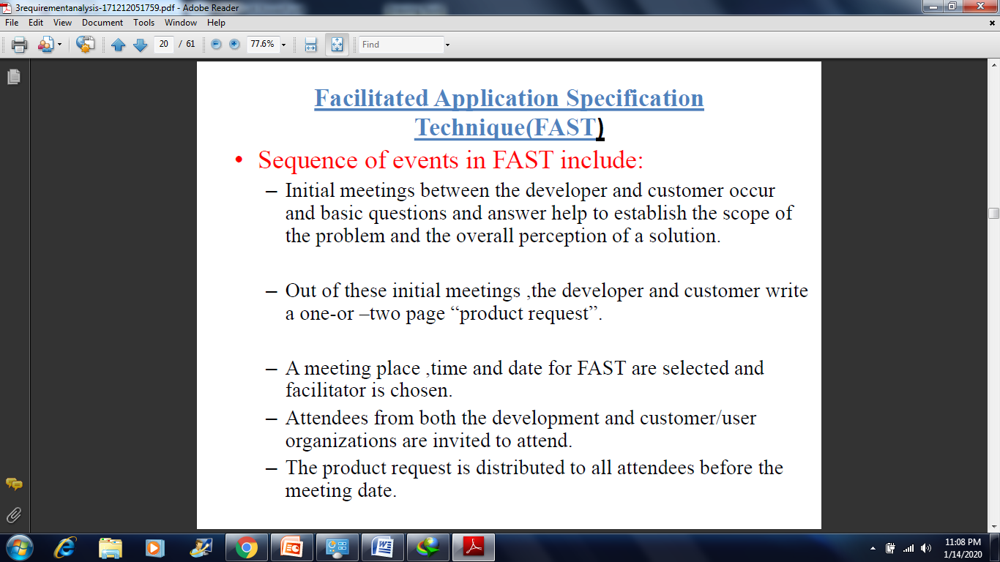 3requirementanalysis-171212051759.pdf - Adobe Reader
File Edit View Document Tools Window Help
20 / 61 77.6% Find
Facilitated Application Specification
Technique(FAST)
• Sequence of events in FAST include:
– Initial meetings between the developer and customer occur
and basic questions and answer help to establish the scope of
the problem and the overall perception of a solution.
– Out of these initial meetings ,the developer and customer write
a one-or –two page “product request”.
– A meeting place ,time and date for FAST are selected and
facilitator is chosen.
– Attendees from both the development and customer/user
organizations are invited to attend.
– The product request is distributed to all attendees before the
meeting date.
11:08 PM
1/14/2020